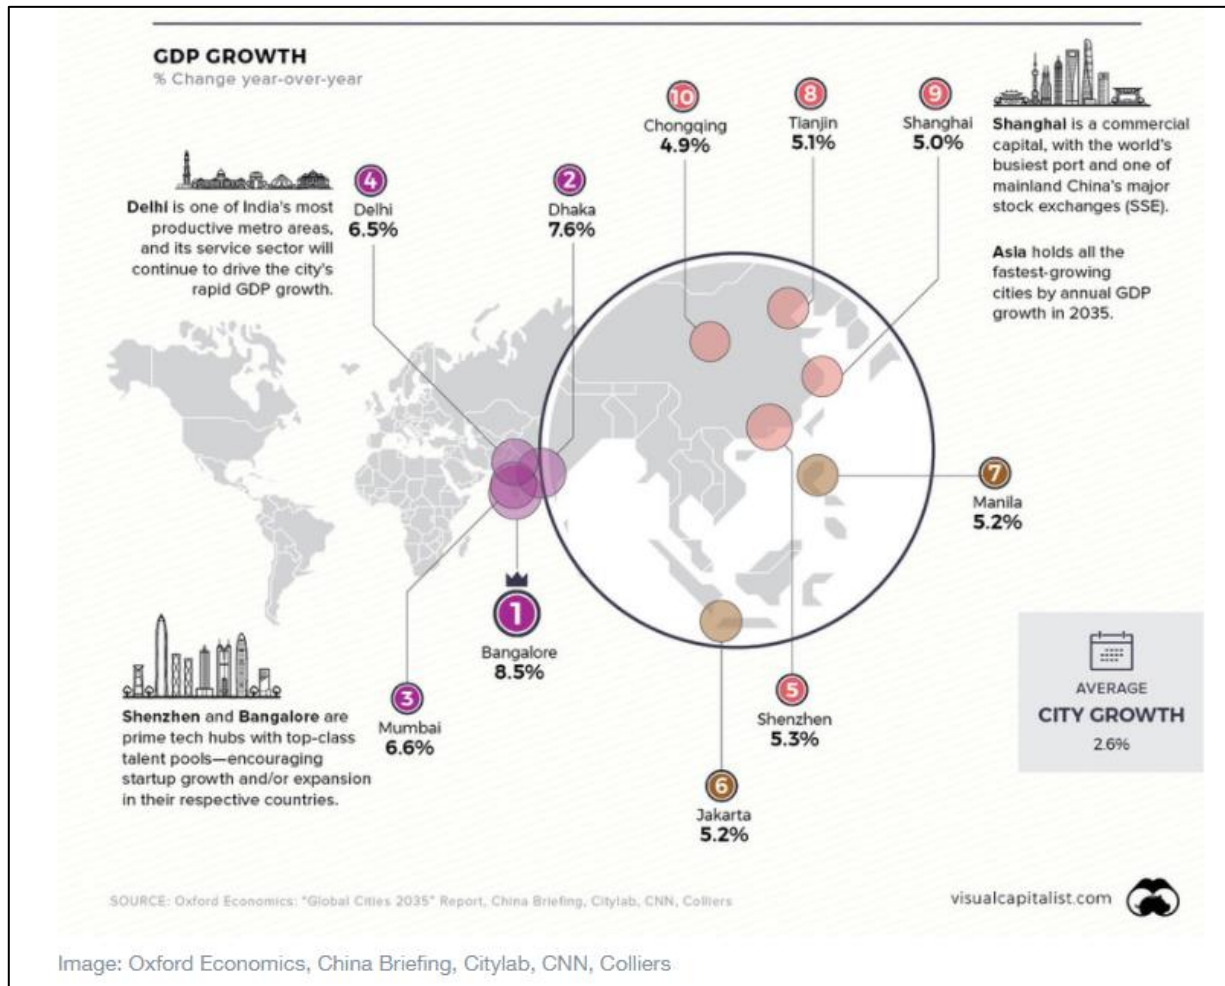 GDP GROWTH
% Change year-over-year
10
Chongqing
4.9%
8
Tianjin
5.1%
9
Shanghai
5.0%
Shanghai is a commercial
capital, with the world's
busiest port and one of
mainland China's major
stock exchanges (SSE).
Asia holds all the
fastest-growing
cities by annual GDP
growth in 2035.
4
Delhi
6.5%
2
Dhaka
7.6%
Delhi is one of India's most
productive metro areas,
and its service sector will
continue to drive the city's
rapid GDP growth.
7
Manila
5.2%
1
Bangalore
8.5%
3
Mumbai
6.6%
5
Shenzhen
5.3%
6
Jakarta
5.2%
Shenzhen and Bangalore are
prime tech hubs with top-class
talent pools—encouraging
startup growth and/or expansion
in their respective countries.
AVERAGE
CITY GROWTH
2.6%
SOURCE: Oxford Economics: "Global Cities 2035" Report, China Briefing, Citylab, CNN, Colliers
visualcapitalist.com
Image: Oxford Economics, China Briefing, Citylab, CNN, Colliers